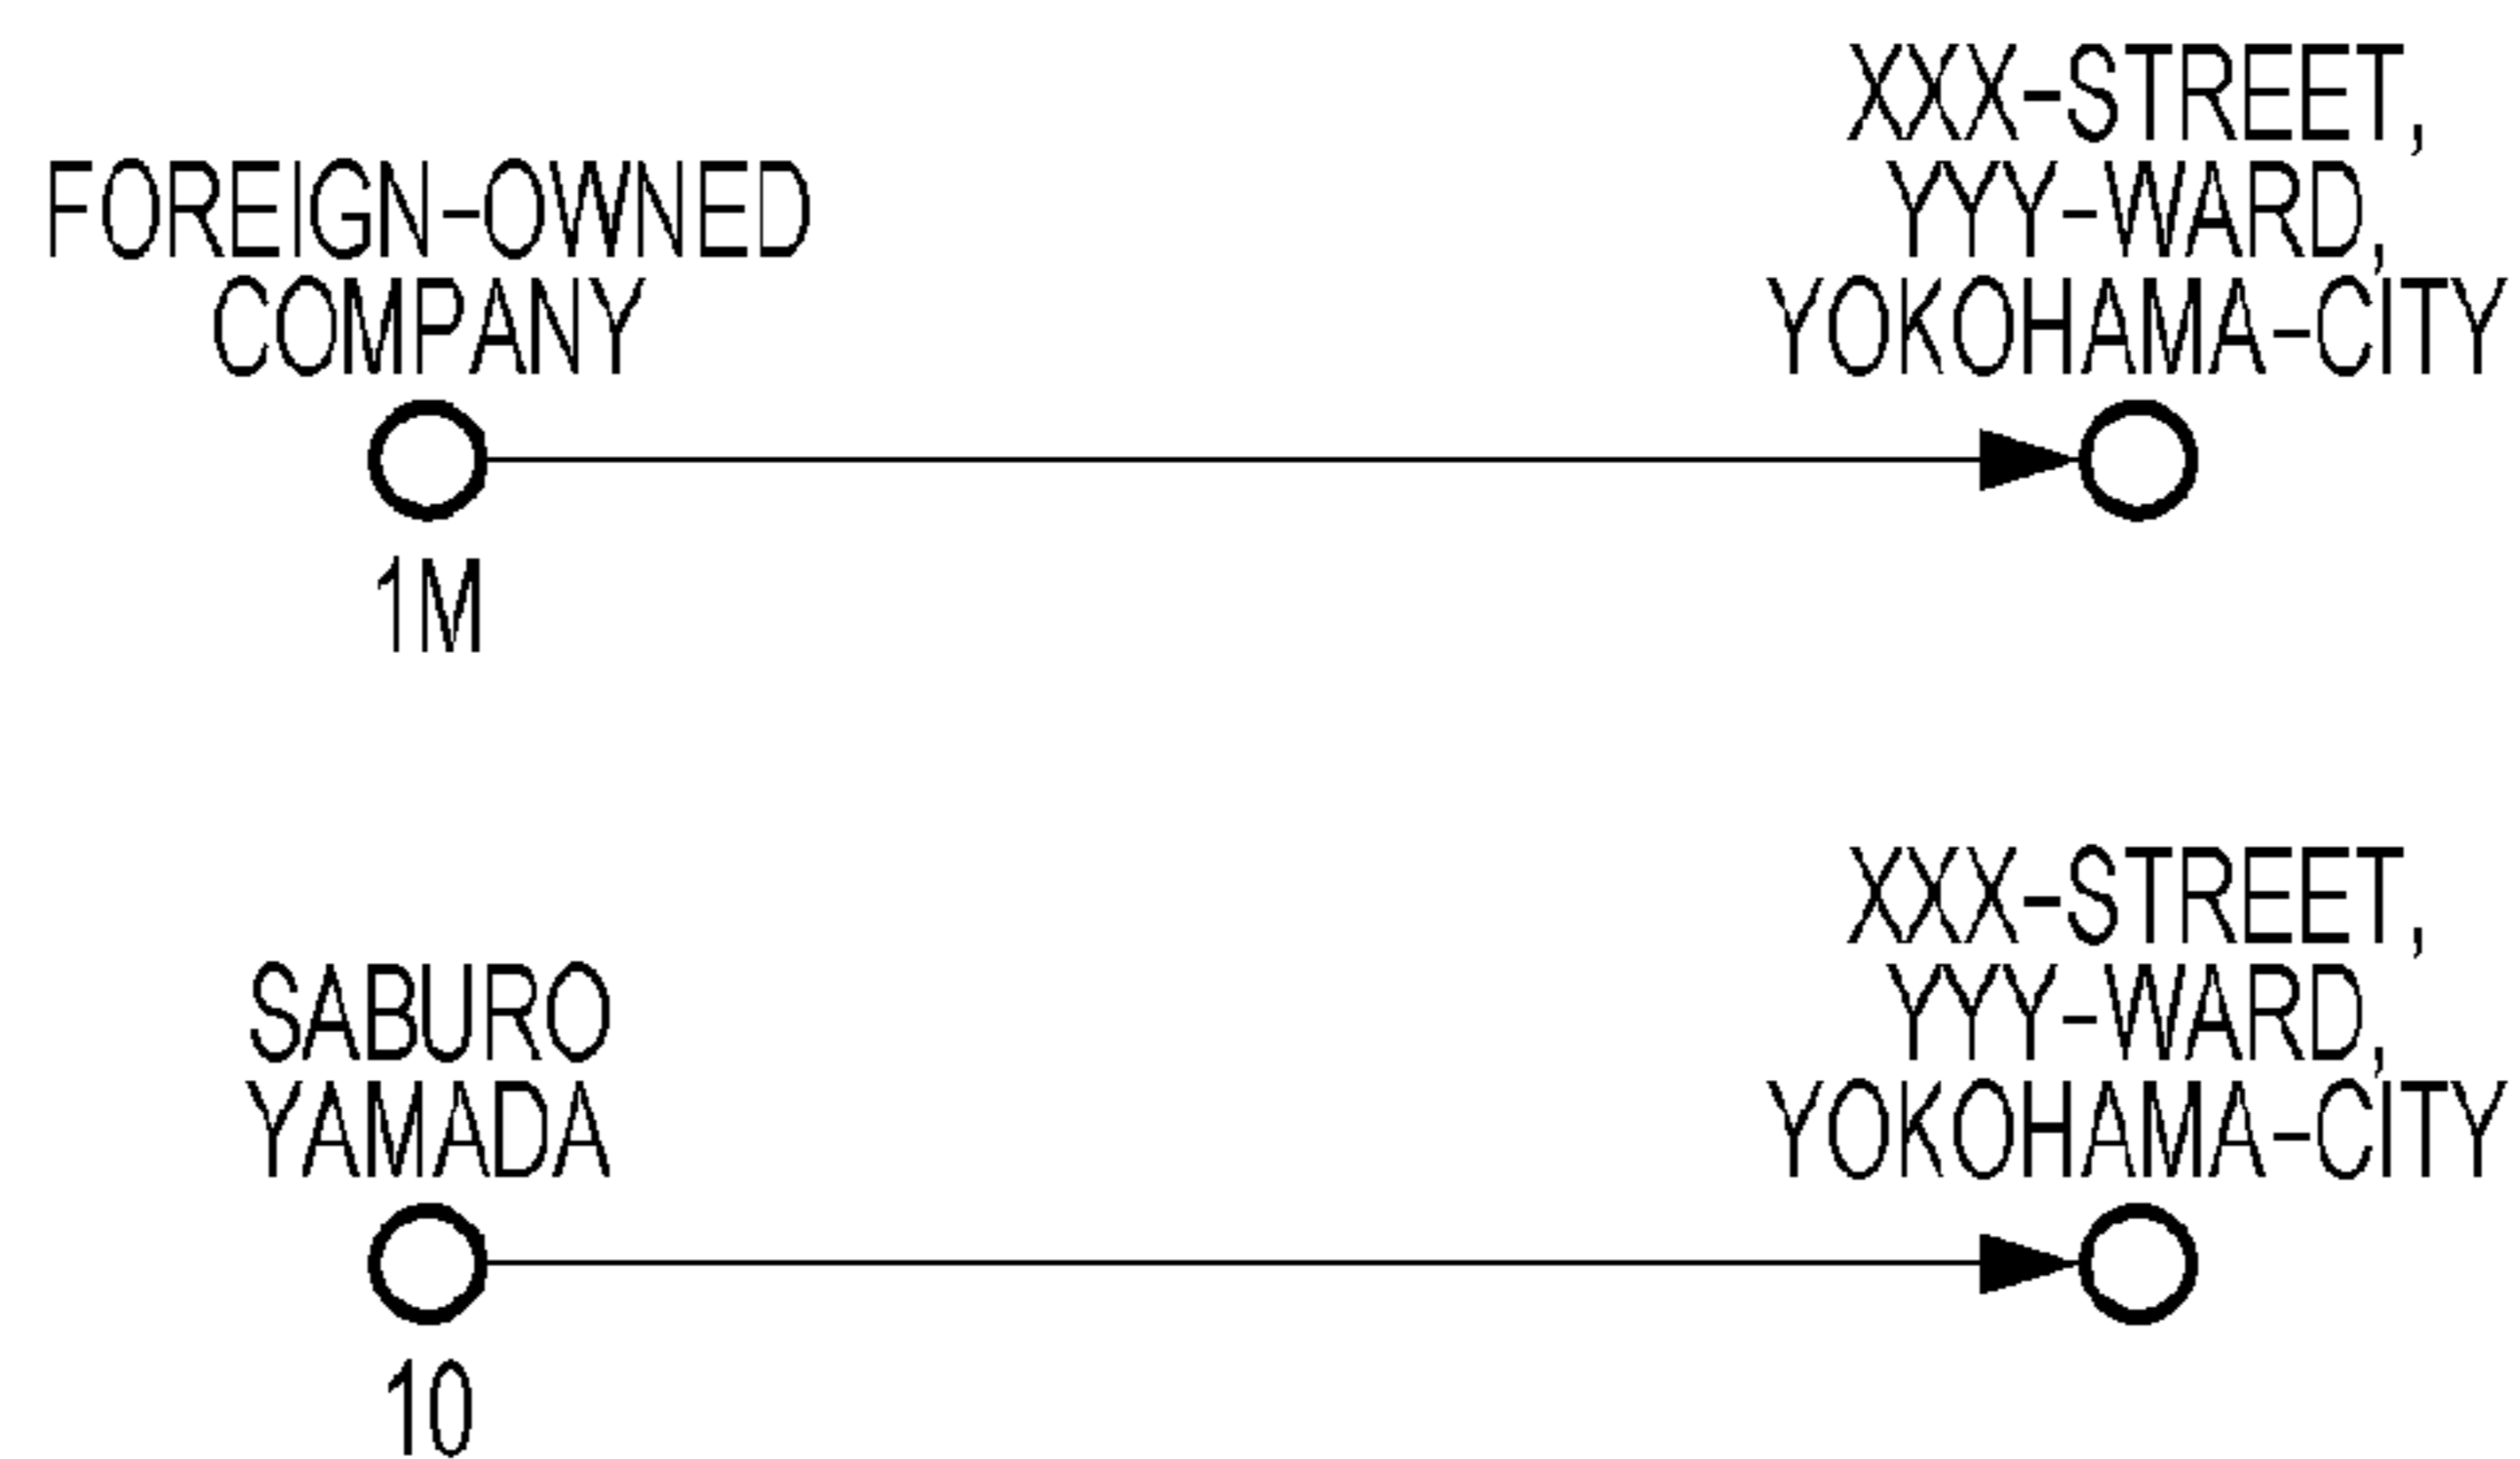 FOREIGN-OWNED
COMPANY
1M
XXX-STREET,
YYY-WARD,
YOKOHAMA-CITY
SABURO
YAMADA
10
XXX-STREET,
YYY-WARD,
YOKOHAMA-CITY